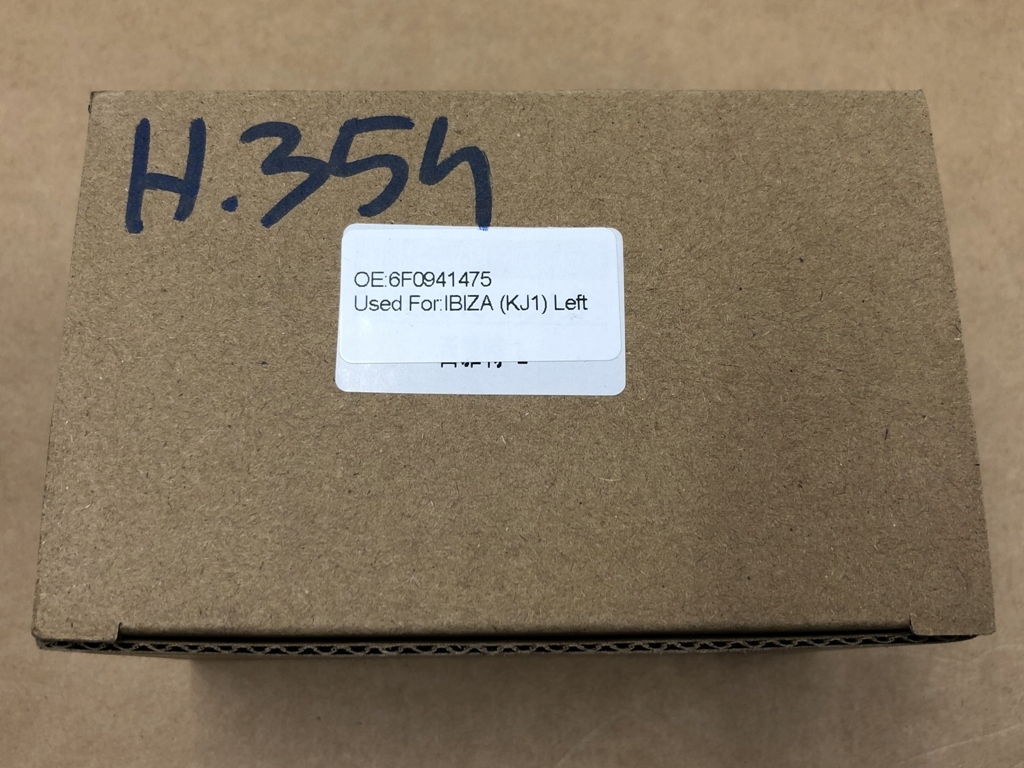 H.354
OE:6F0941475
Used For:IBIZA (KJ1) Left